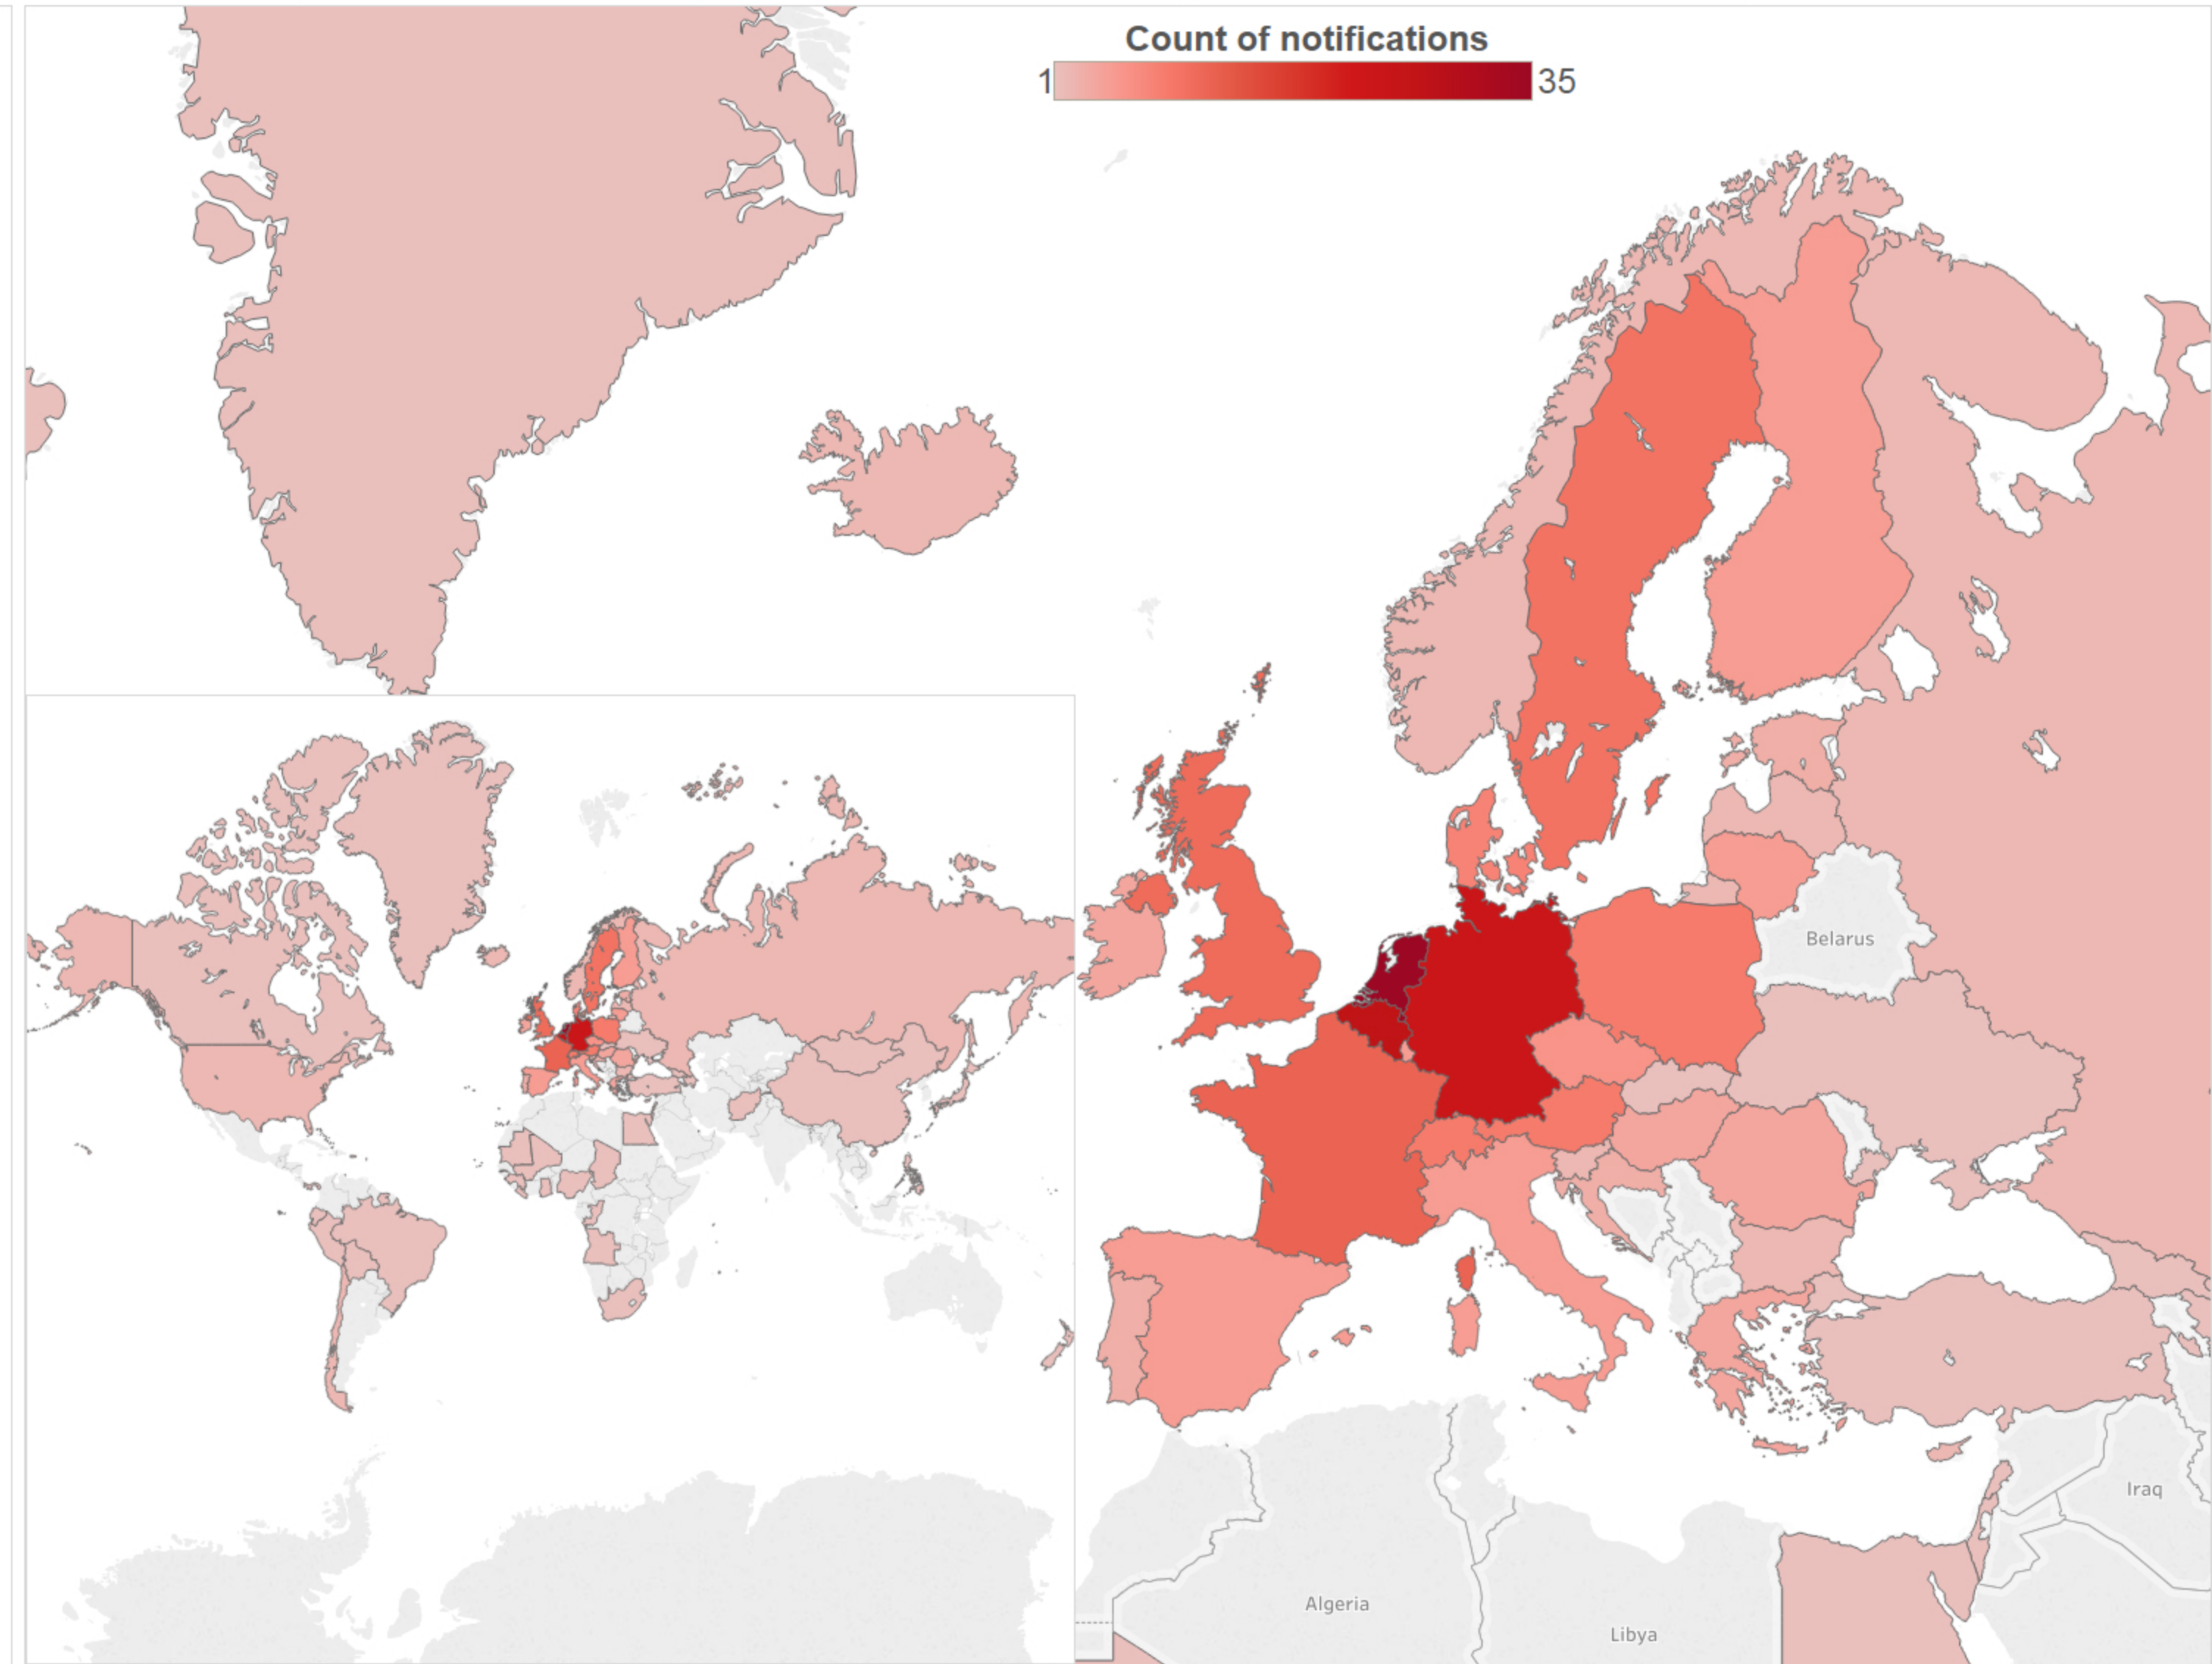 Count of notifications
1 35
Belarus
Iraq
Algeria
Libya